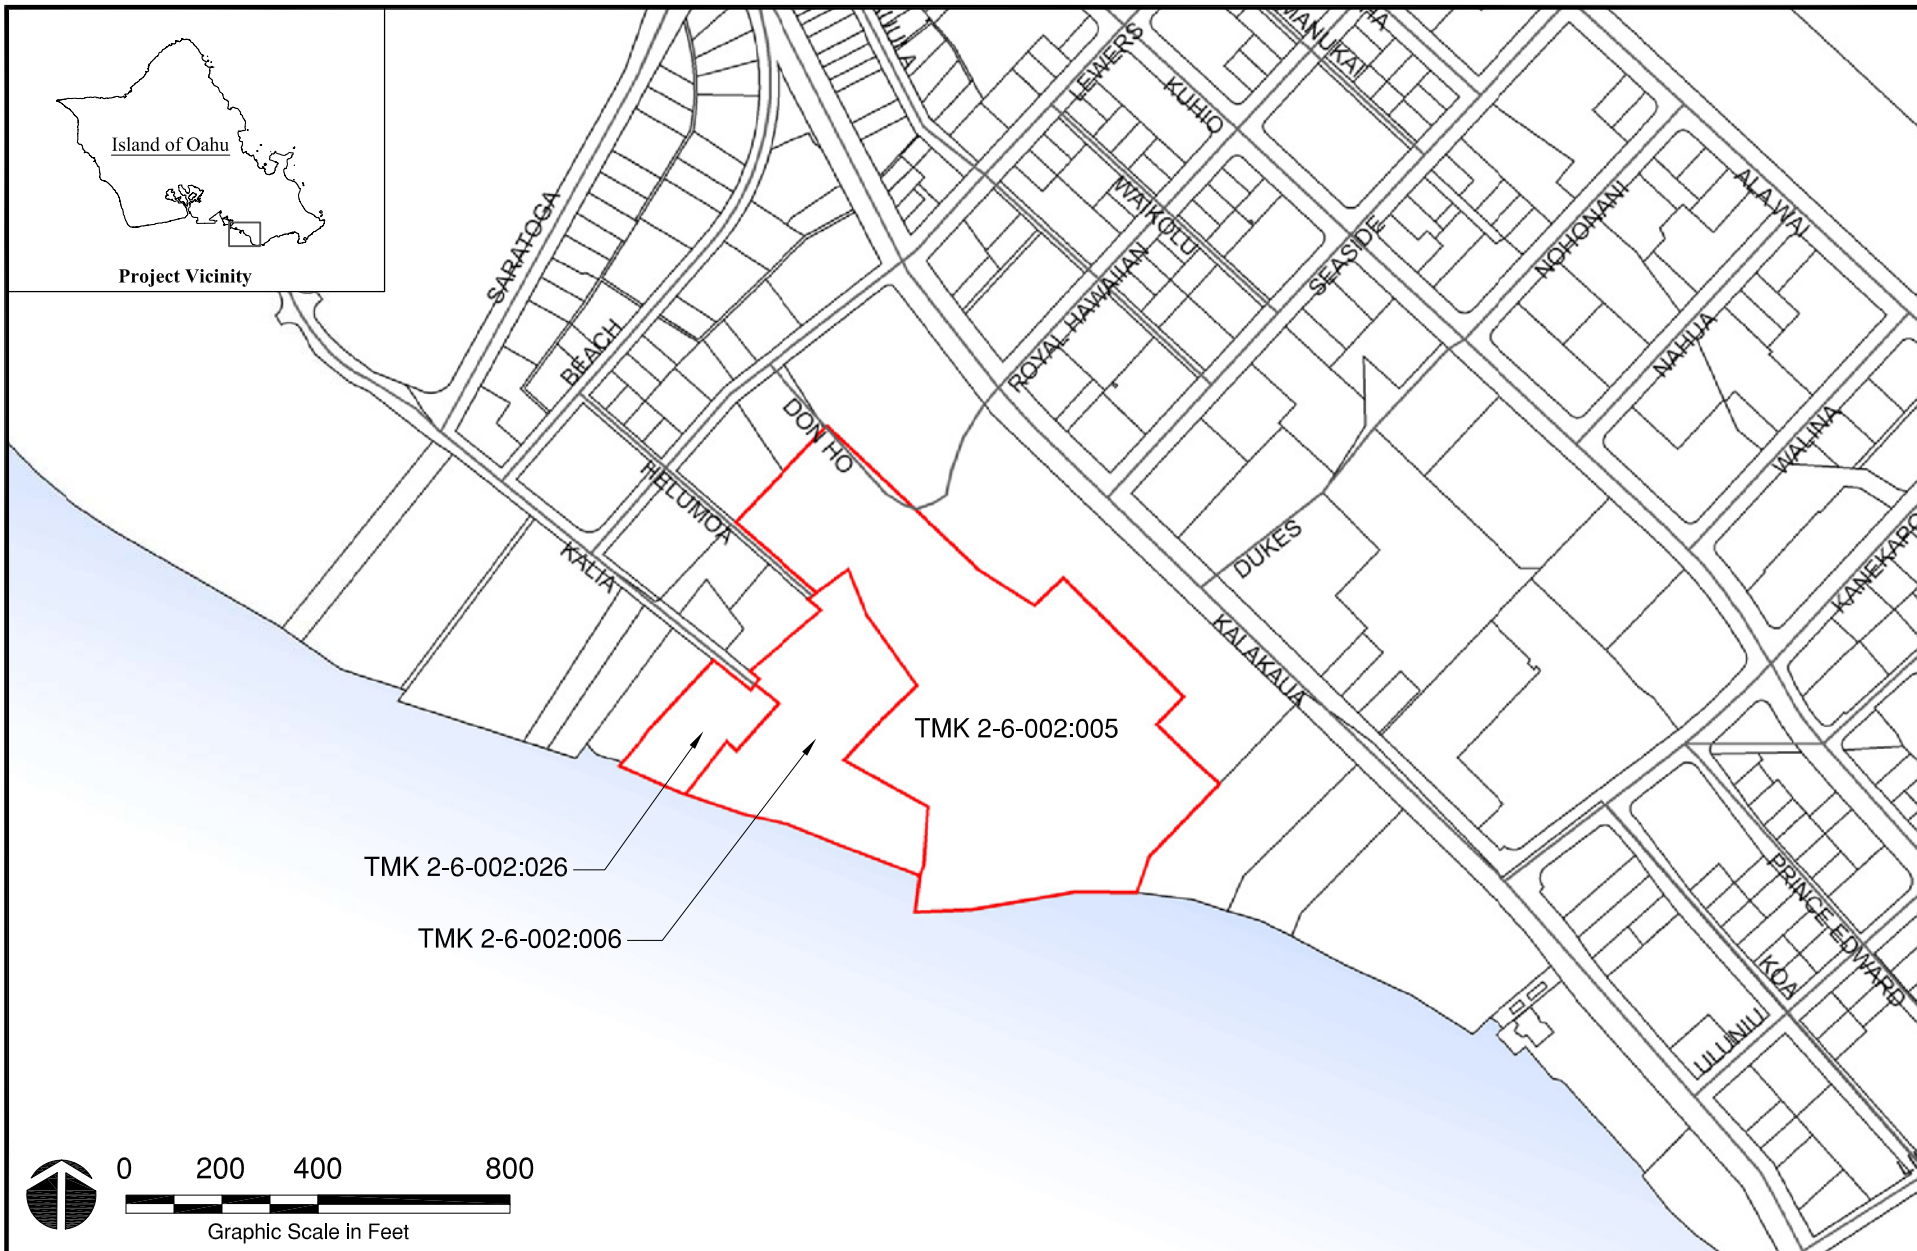 Island of Oahu
Project Vicinity
SARATOGA
BEACH
LEWERS
KUHIO
MANUKAI
WAIKOLU
ROYAL HAWAIIAN
SEASIDE
NOHONANI
ALA WAI
NAHUA
WALINA
DON HO
HELUMOA
KALIA
DUKES
KALAKAUA
TMK 2-6-002:005
TMK 2-6-002:026
TMK 2-6-002:006
PRINCE EDWARD
KOA
ULUNIU
0 200 400 800
Graphic Scale in Feet